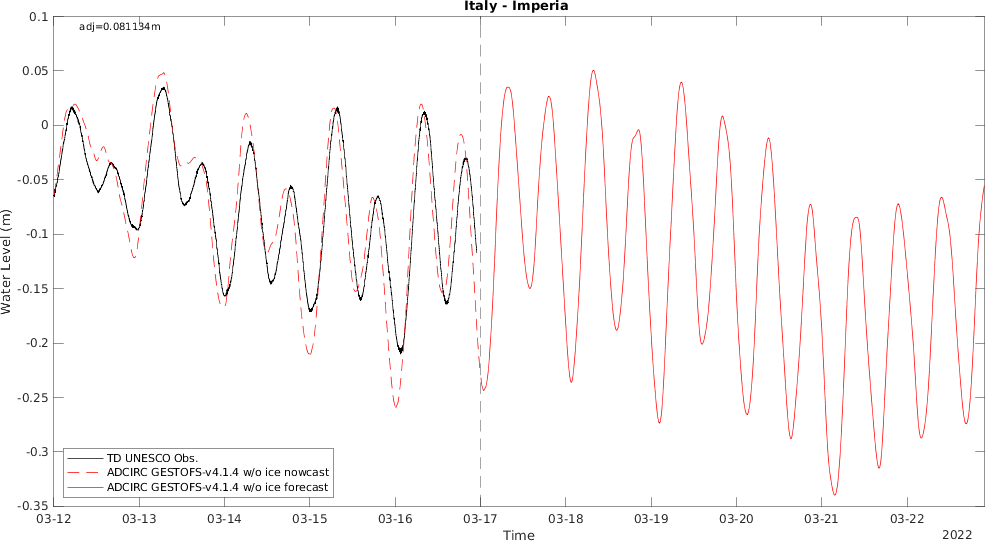 Italy - Imperia
adj=0.081134m
0.1
0.05
0
-0.05
-0.1
-0.15
-0.2
-0.25
-0.3
-0.35
Water Level (m)
TD UNESCO Obs.
ADCIRC GESTOFS-v4.1.4 w/o ice nowcast
ADCIRC GESTOFS-v4.1.4 w/o ice forecast
03-12 03-13 03-14 03-15 03-16 03-17 03-18 03-19 03-20 03-21 03-22
Time
2022